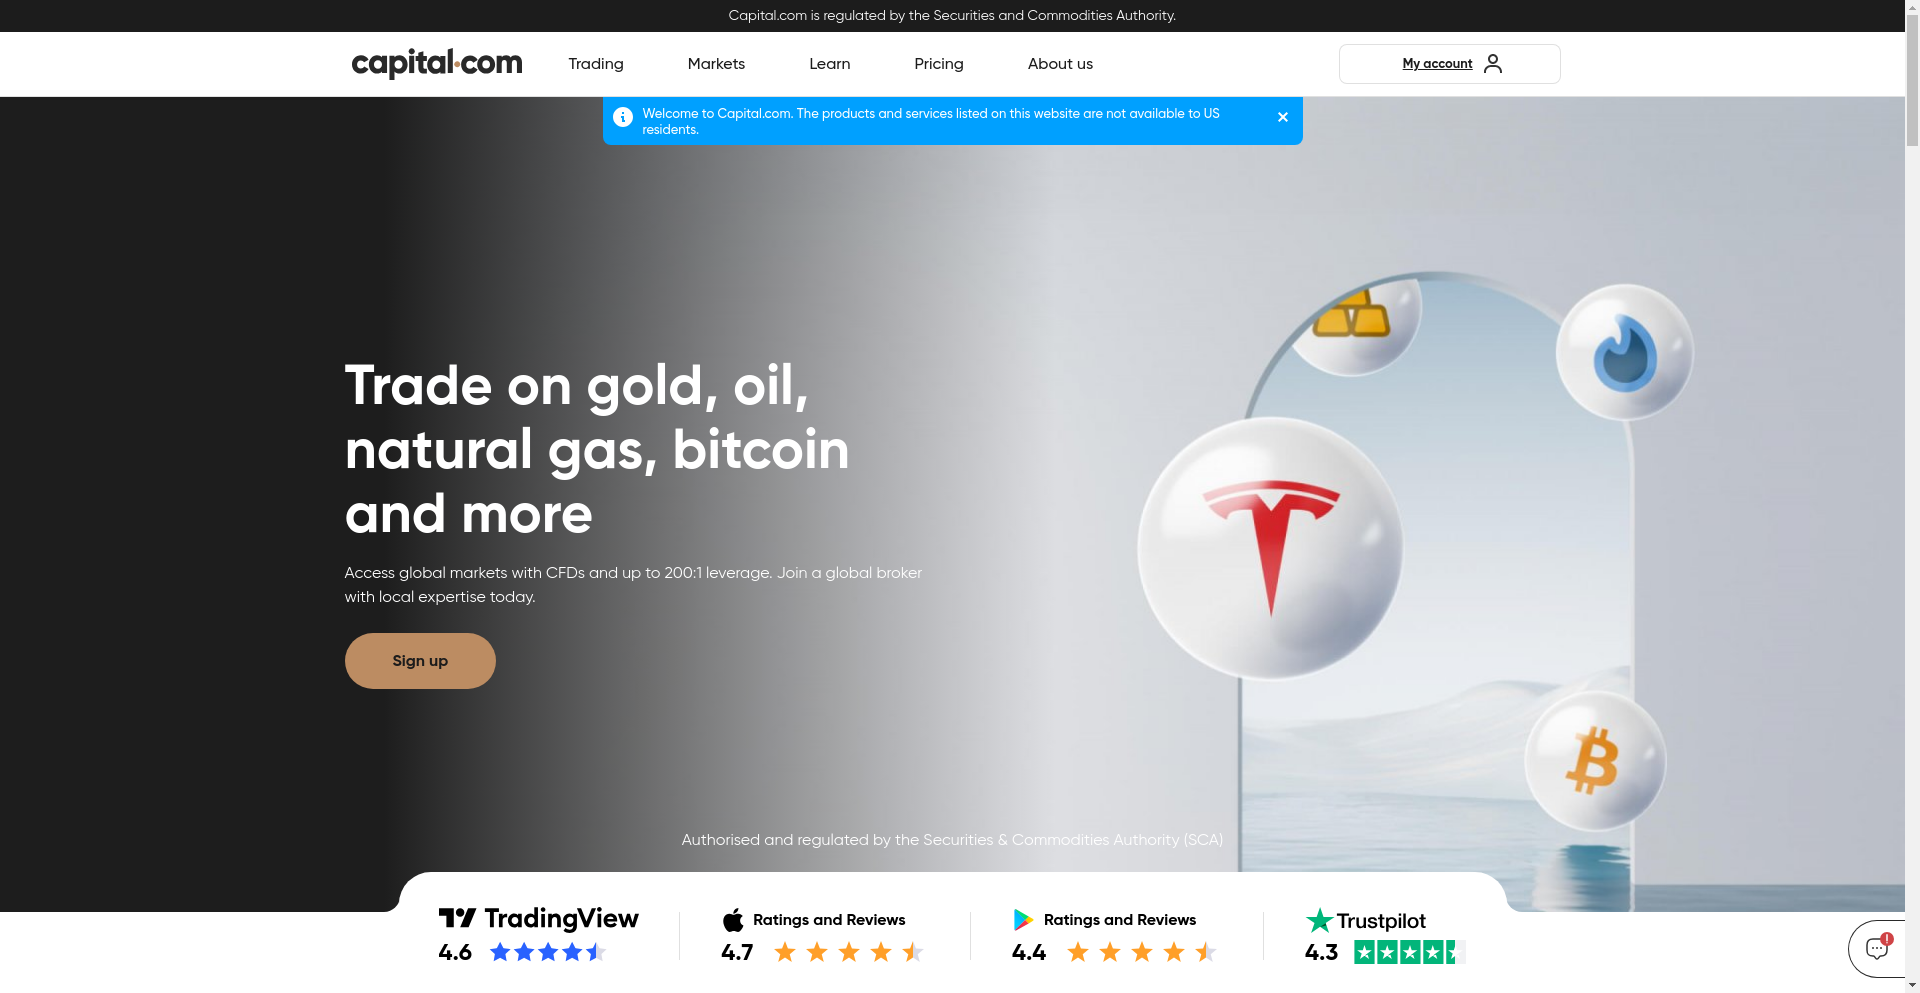 Capital.com is regulated by the Securities and Commodities Authority.
capital.com
Trading
Markets
Learn
Pricing
About us
My account
Welcome to Capital.com. The products and services listed on this website are not available to US
residents.
Trade on gold, oil,
natural gas, bitcoin
and more
Access global markets with CFDs and up to 200:1 leverage. Join a global broker
with local expertise today.
Sign up
Authorised and regulated by the Securities & Commodities Authority (SCA)
TradingView
4.6
Ratings and Reviews
4.7
Ratings and Reviews
4.4
Trustpilot
4.3